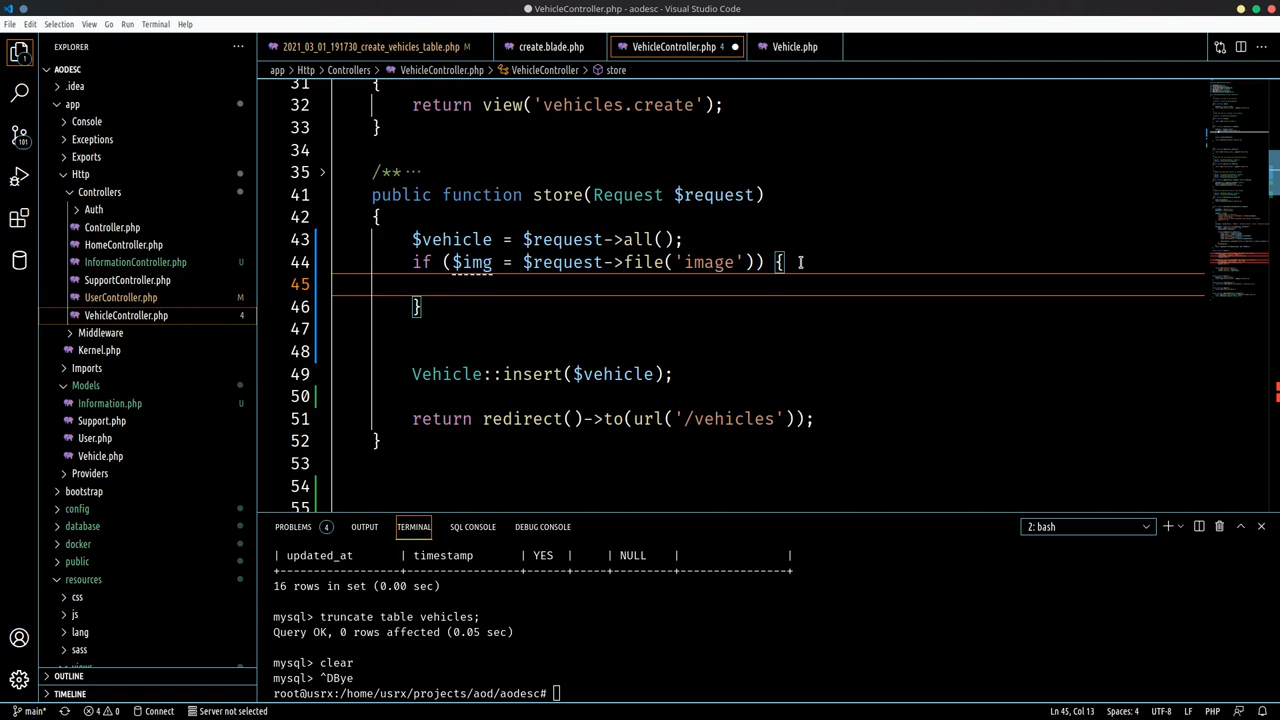 VehicleController.php - aodesc - Visual Studio Code
File Edit Selection View Go Run Terminal Help
EXPLORER
AODESC
.idea
app
Console
Exceptions
Exports
Http
Controllers
Auth
Controller.php
HomeController.php
InformationController.php U
SupportController.php
UserController.php M
VehicleController.php 4
Middleware
Kernel.php
Imports
Models
Information.php U
Support.php
User.php
Vehicle.php
Providers
bootstrap
config
database
docker
public
resources
css
js
lang
sass
views
OUTLINE
TIMELINE
1
101
2021_03_01_191730_create_vehicles_table.php M
create.blade.php
VehicleController.php 4
Vehicle.php
app > Http > Controllers > VehicleController.php > VehicleController > store
31 {
32 return view('vehicles.create');
33 }
34
35 /** ···
41 public function store(Request $request)
42 {
43 $vehicle = $request->all();
44 if ($img = $request->file('image')) {
45
46 }
47
48
49 Vehicle::insert($vehicle);
50
51 return redirect()->to(url('/vehicles'));
52 }
53
54
55
PROBLEMS 4 OUTPUT TERMINAL SQL CONSOLE DEBUG CONSOLE 2: bash
| updated_at | timestamp | YES | | NULL | |
+-----------------+----------------+------+-----+---------+----------------+
16 rows in set (0.00 sec)
mysql> truncate table vehicles;
Query OK, 0 rows affected (0.05 sec)
mysql> clear
mysql> ^DBye
root@usrx:/home/usrx/projects/aod/aodesc#
main* 4 0 Connect Server not selected Ln 45, Col 13 Spaces: 4 UTF-8 LF PHP